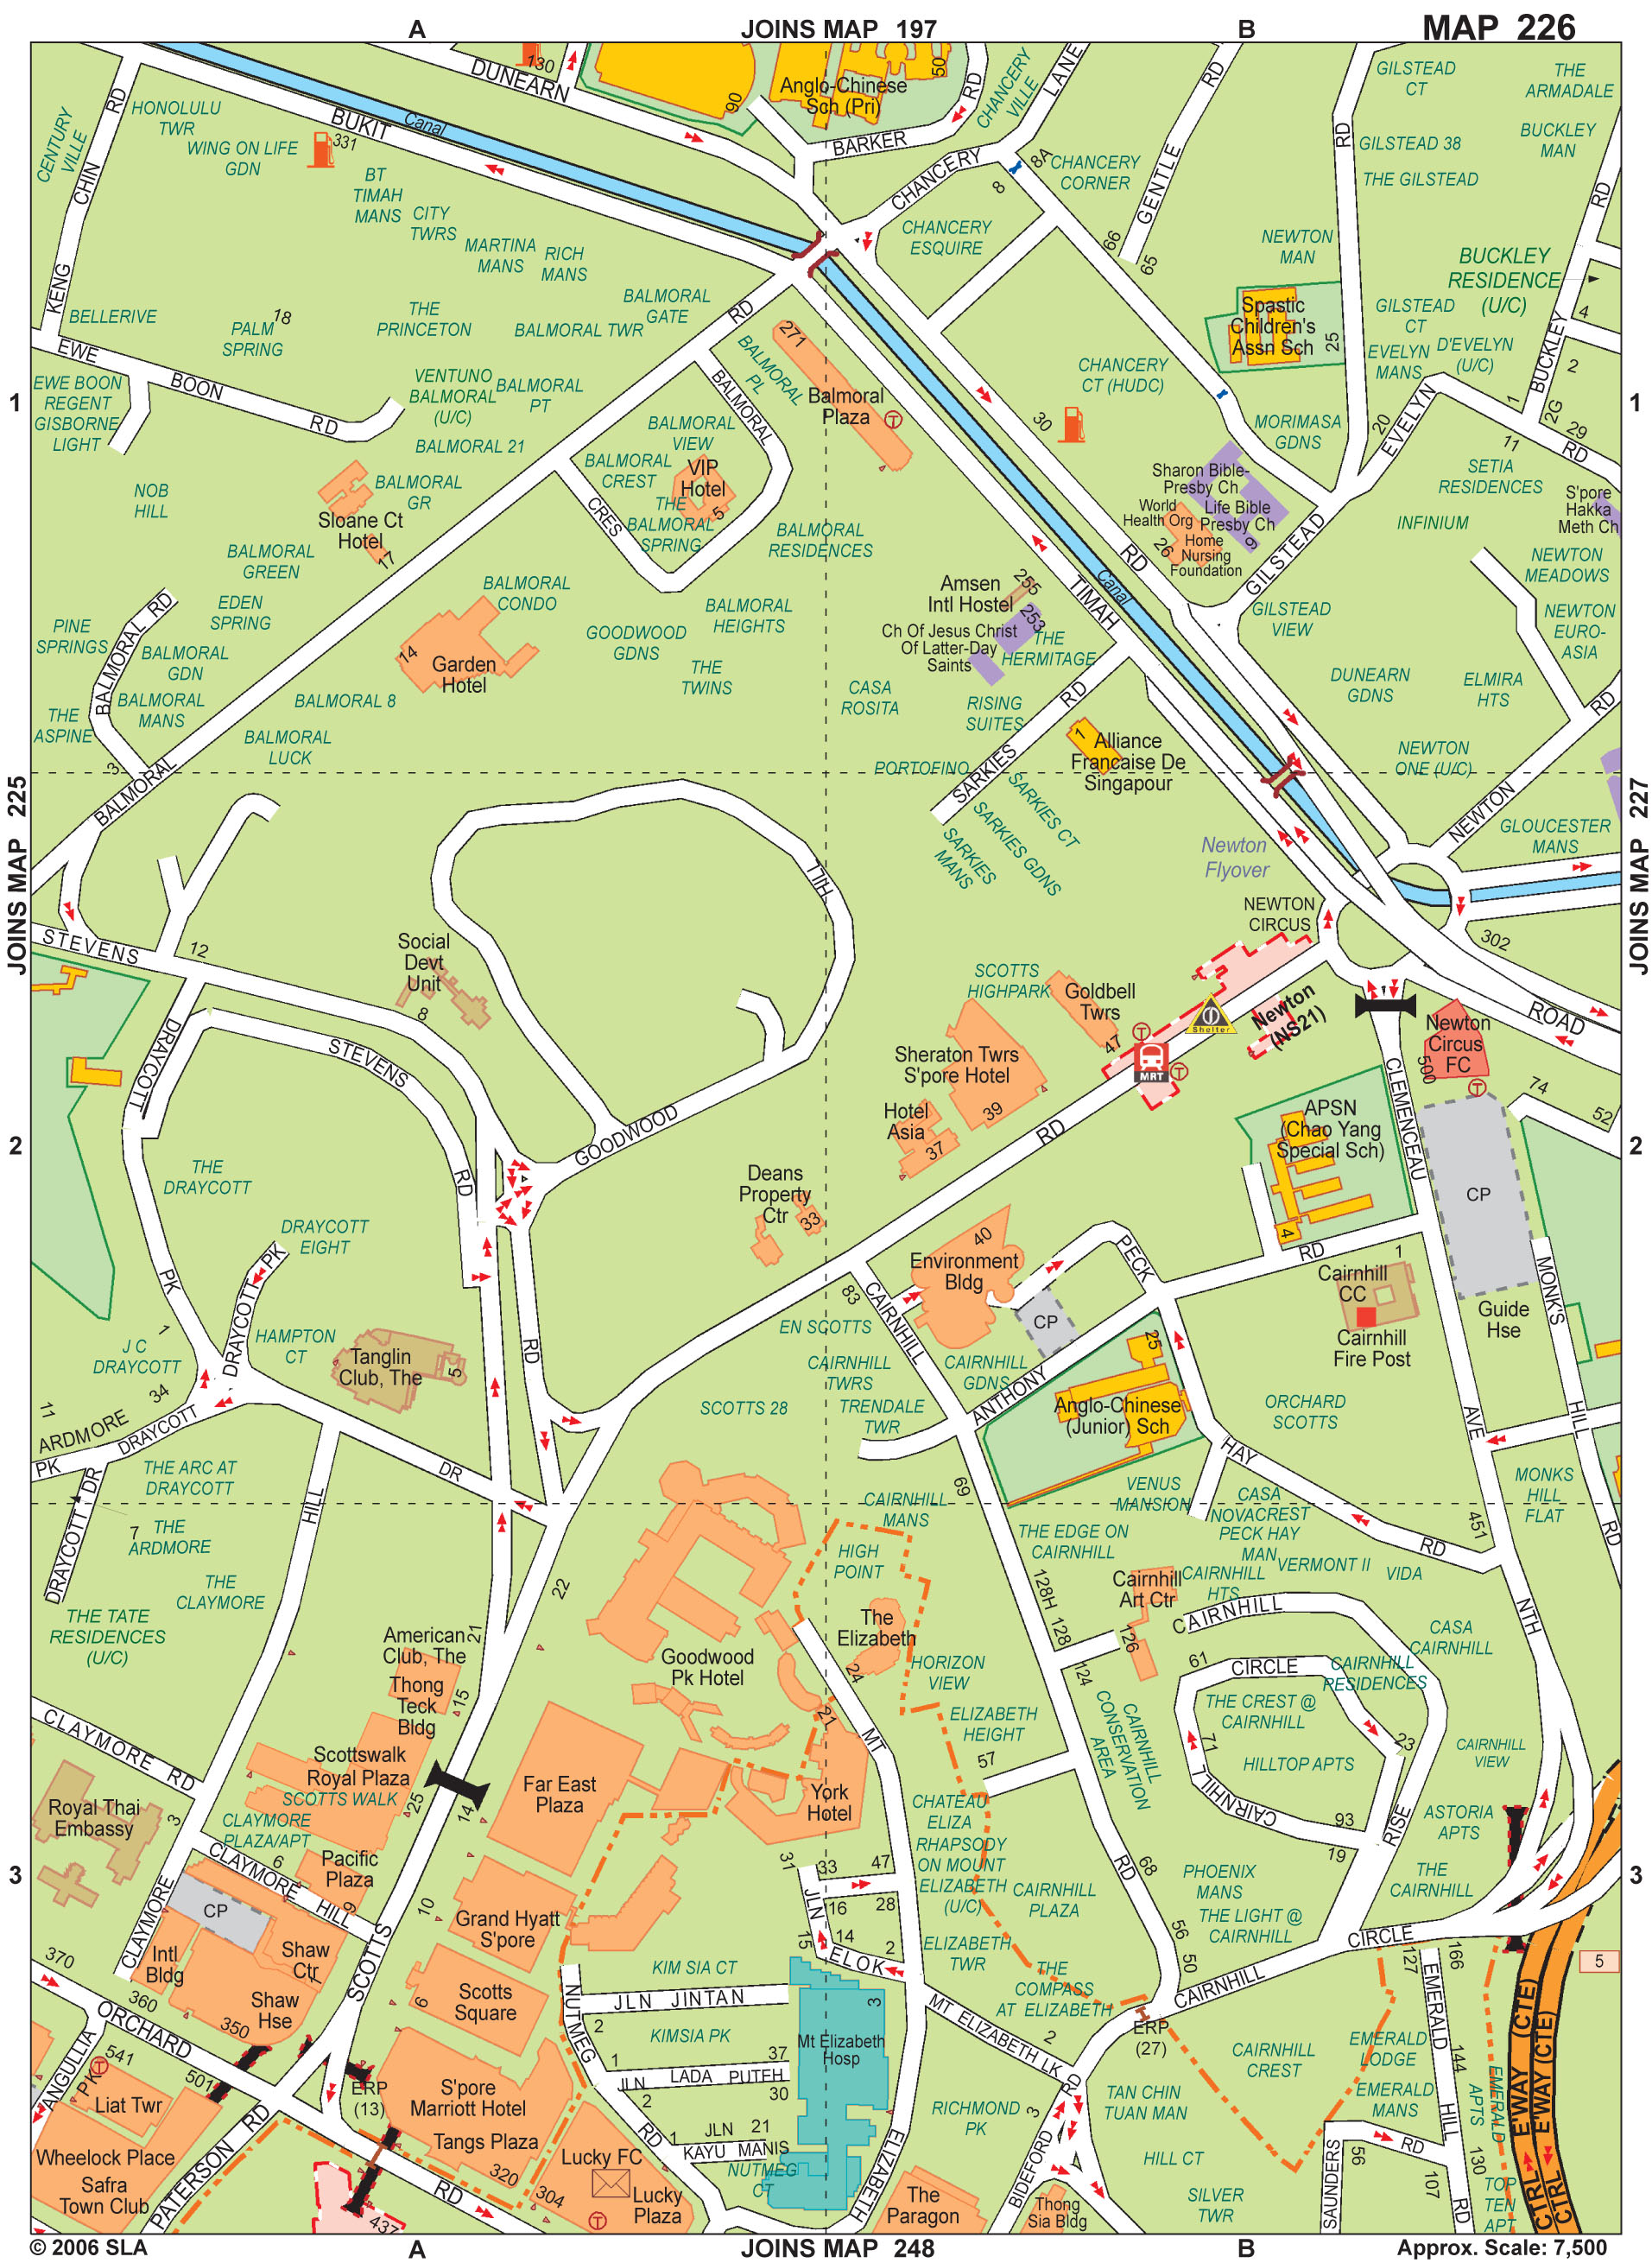 A
JOINS MAP 197
B
MAP 226
130
DUNEARN
90
Anglo-Chinese
Sch (Pri)
50
RD
CHANCERY
VILLE
LANE
RD
GILSTEAD
CT
THE
ARMADALE
CENTURY
VILLE
CHIN
RD
HONOLULU
TWR
WING ON LIFE
GDN
BUKIT
331
Canal
BARKER
CHANCERY
8A
8
CHANCERY
CORNER
GENTLE
RD
GILSTEAD 38
THE GILSTEAD
BUCKLEY
MAN
RD
BT
TIMAH
MANS
CITY
TWRS
MARTINA
MANS
RICH
MANS
CHANCERY
ESQUIRE
66
65
NEWTON
MAN
BUCKLEY
RESIDENCE
(U/C)
KENG
BELLERIVE
PALM
SPRING
18
THE
PRINCETON
BALMORAL
GATE
BALMORAL TWR
RD
Spastic
Children's
Assn Sch
25
GILSTEAD
CT
4
EWE
BOON
RD
EWE BOON
REGENT
GISBORNE
LIGHT
VENTUNO
BALMORAL
(U/C)
BALMORAL
PT
BALMORAL
BALMORAL
PL
271
Balmoral
Plaza
CHANCERY
CT (HUDC)
EVELYN
MANS
D'EVELYN
(U/C)
BUCKLEY
2
1
1
1
2G
29
BALMORAL 21
BALMORAL
VIEW
30
MORIMASA
GDNS
20
EVELYN
11
RD
NOB
HILL
BALMORAL
GR
BALMORAL
CREST
VIP
Hotel
5
Sharon Bible-
Presby Ch
SETIA
RESIDENCES
S'pore
Hakka
Meth Ch
Sloane Ct
Hotel
17
CRES
THE
BALMORAL
SPRING
BALMORAL
RESIDENCES
World
Health Org
26
Life Bible
Presby Ch
9
Home
Nursing
Foundation
INFINIUM
BALMORAL
GREEN
RD
GILSTEAD
NEWTON
MEADOWS
BALMORAL RD
EDEN
SPRING
BALMORAL
CONDO
BALMORAL
HEIGHTS
Amsen
Intl Hostel
255
253
TIMAH
Canal
GILSTEAD
VIEW
NEWTON
EURO-
ASIA
PINE
SPRINGS
BALMORAL
GDN
14
Garden
Hotel
GOODWOOD
GDNS
THE
TWINS
Ch Of Jesus Christ
Of Latter-Day
Saints
THE
HERMITAGE
BALMORAL
MANS
THE
ASPINE
BALMORAL 8
CASA
ROSITA
RISING
SUITES
RD
DUNEARN
GDNS
ELMIRA
HTS
RD
BALMORAL
LUCK
3
1
Alliance
Francaise De
Singapour
NEWTON
ONE (U/C)
BALMORAL
PORTOFINO
SARKIES
SARKIES CT
SARKIES GDNS
SARKIES
MANS
NEWTON
GLOUCESTER
MANS
JOINS MAP 225
JOINS MAP 227
Newton
Flyover
HILL
NEWTON
CIRCUS
302
STEVENS
12
Social
Devt
Unit
8
SCOTTS
HIGHPARK
Goldbell
Twrs
47
Shelter
Newton
(NS21)
ROAD
DRAYCOTT
STEVENS
Sheraton Twrs
S'pore Hotel
39
MRT
Newton
Circus
FC
500
CLEMENCEAU
74
52
2
2
Hotel
Asia
37
RD
APSN
(Chao Yang
Special Sch)
4
GOODWOOD
THE
DRAYCOTT
RD
Deans
Property
Ctr
33
CP
DRAYCOTT
EIGHT
PK
PK
40
Environment
Bldg
PECK
RD
1
Cairnhill
CC
MONK'S
83
CAIRNHILL
CP
Guide
Hse
J C
DRAYCOTT
1
34
DRAYCOTT
HAMPTON
CT
Tanglin
Club, The
5
RD
EN SCOTTS
CAIRNHILL
TWRS
CAIRNHILL
GDNS
25
Cairnhill
Fire Post
11
ARDMORE
PK
DRAYCOTT
SCOTTS 28
TRENDALE
TWR
ANTHONY
Anglo-Chinese
(Junior) Sch
ORCHARD
SCOTTS
AVE
HILL
THE ARC AT
DRAYCOTT
DR
69
HAY
VENUS
MANSION
MONKS
HILL
FLAT
DRAYCOTT DR
7
THE
ARDMORE
HILL
CAIRNHILL
MANS
CASA
NOVACREST
PECK HAY
MAN
451
RD
THE
CLAYMORE
22
HIGH
POINT
THE EDGE ON
CAIRNHILL
VERMONT II
VIDA
RD
128H
128
Cairnhill
Art Ctr
CAIRNHILL
HTS
NTH
THE TATE
RESIDENCES
(U/C)
American
Club, The
21
The
Elizabeth
24
126
CAIRNHILL
CASA
CAIRNHILL
Goodwood
Pk Hotel
HORIZON
VIEW
124
61
CIRCLE
CAIRNHILL
RESIDENCES
Thong
Teck
Bldg
15
21
MT
ELIZABETH
HEIGHT
CAIRNHILL
CONSERVATION
AREA
THE CREST @
CAIRNHILL
71
23
CLAYMORE RD
Scottswalk
Royal Plaza
SCOTTS WALK
25
14
Far East
Plaza
York
Hotel
57
HILLTOP APTS
CAIRNHILL
VIEW
Royal Thai
Embassy
3
CLAYMORE
PLAZA/APT
CHATEAU
ELIZA
CAIRNHILL
93
RISE
ASTORIA
APTS
6
CLAYMORE
HILL
Pacific
Plaza
9
31
33
47
RHAPSODY
ON MOUNT
ELIZABETH
(U/C)
RD
68
19
3
3
CP
10
Grand Hyatt
S'pore
JLN
16
28
CAIRNHILL
PLAZA
PHOENIX
MANS
THE
CAIRNHILL
CLAYMORE
SCOTTS
15
14
ELOK
2
56
THE LIGHT @
CAIRNHILL
CIRCLE
370
Intl
Bldg
Shaw
Ctr
1
KIM SIA CT
ELIZABETH
TWR
50
127
166
5
360
Shaw
Hse
350
6
Scotts
Square
NUTMEG
JLN JINTAN
3
THE
COMPASS
AT ELIZABETH
CAIRNHILL
EMERALD
ORCHARD
2
KIMSIA PK
Mt Elizabeth
Hosp
MT ELIZABETH LK
2
ERP
(27)
CAIRNHILL
CREST
EMERALD
LODGE
144
ANGULLIA
PK
541
501
ERP
(13)
1
JLN
LADA PUTEH
37
30
RD
TAN CHIN
TUAN MAN
EMERALD
MANS
EMERALD
APTS
Liat Twr
S'pore
Marriott Hotel
2
RICHMOND
PK
3
HILL
RD
Tangs Plaza
RD
1
JLN
KAYU MANIS
21
BIDEFORD
Wheelock Place
Safra
Town Club
PATERSON
320
304
RD
Lucky FC
Lucky
Plaza
NUTMEG
CT
ELIZABETH
The
Paragon
Thong
Sia Bldg
HILL CT
SILVER
TWR
SAUNDERS
56
RD
107
130
RD
TOP
TEN
APT
CTRL E'WAY (CTE)
CTRL E'WAY (CTE)
437
© 2006 SLA
A
JOINS MAP 248
B
Approx. Scale: 7,500